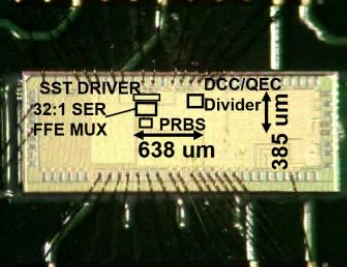 SST DRIVER
32:1 SER
FFE MUX
PRBS
638 um
DCC/QEC
Divider
385 um